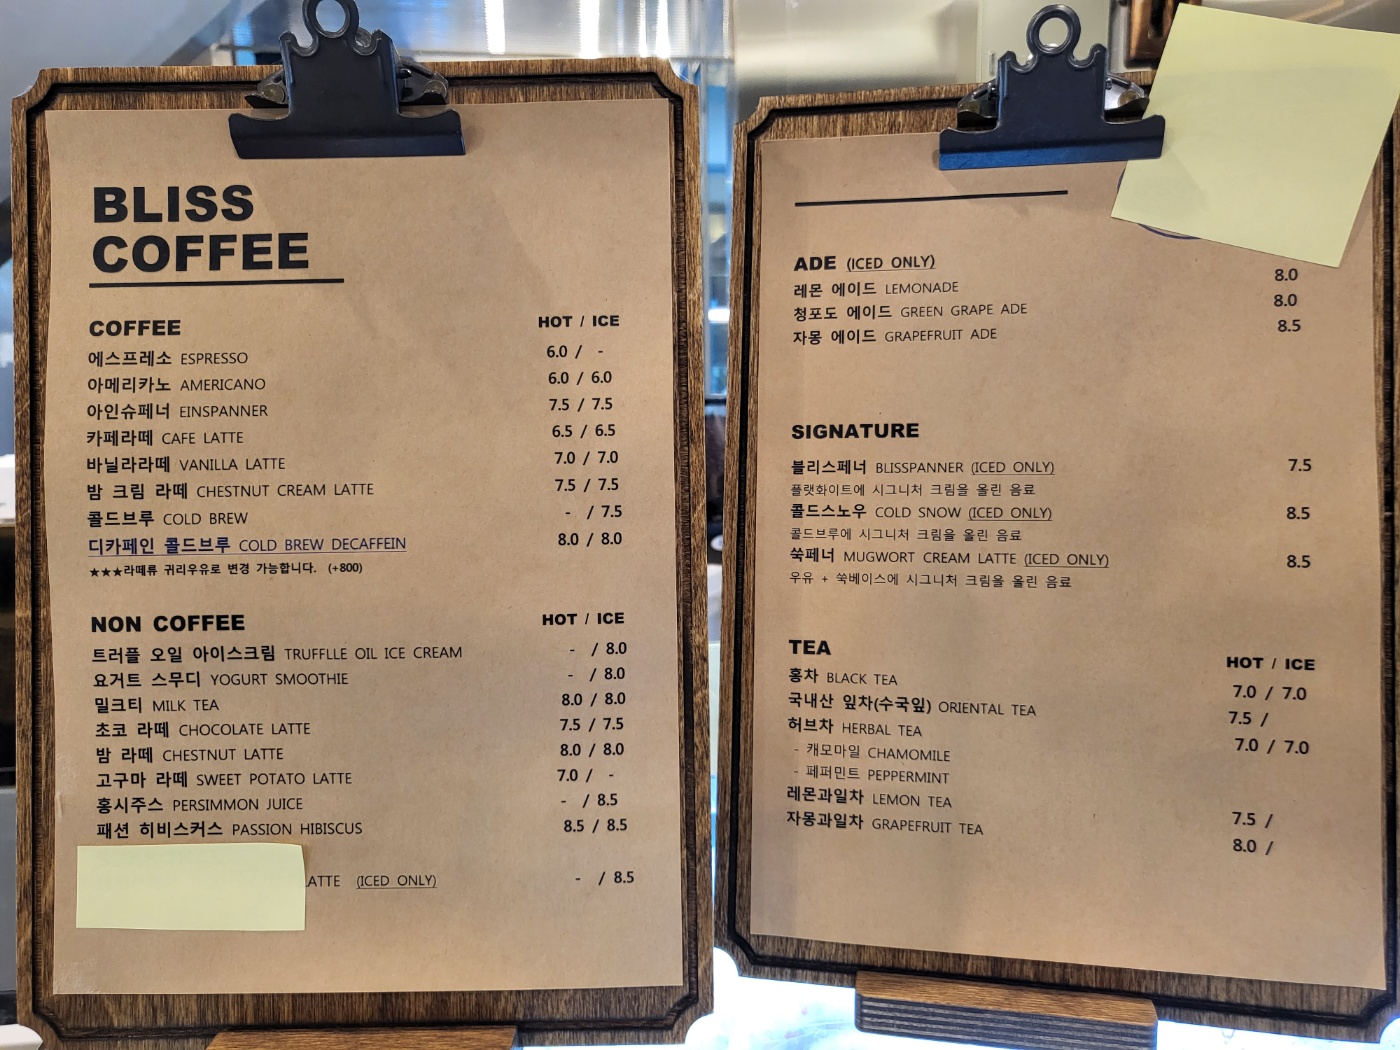 BLISS
COFFEE
COFFEE HOT / ICE
에스프레소 ESPRESSO 6.0 / -
아메리카노 AMERICANO 6.0 / 6.0
아인슈페너 EINSPANNER 7.5 / 7.5
카페라떼 CAFE LATTE 6.5 / 6.5
바닐라라떼 VANILLA LATTE 7.0 / 7.0
밤 크림 라떼 CHESTNUT CREAM LATTE 7.5 / 7.5
콜드브루 COLD BREW - / 7.5
디카페인 콜드브루 COLD BREW DECAFFEIN 8.0 / 8.0
★★★라떼류 귀리우유로 변경 가능합니다. (+800)
NON COFFEE HOT / ICE
트러플 오일 아이스크림 TRUFFLLE OIL ICE CREAM - / 8.0
요거트 스무디 YOGURT SMOOTHIE - / 8.0
밀크티 MILK TEA 8.0 / 8.0
초코 라떼 CHOCOLATE LATTE 7.5 / 7.5
밤 라떼 CHESTNUT LATTE 8.0 / 8.0
고구마 라떼 SWEET POTATO LATTE 7.0 / -
홍시주스 PERSIMMON JUICE - / 8.5
패션 히비스커스 PASSION HIBISCUS 8.5 / 8.5
(ICED ONLY) - / 8.5
ADE (ICED ONLY)
레몬 에이드 LEMONADE 8.0
청포도 에이드 GREEN GRAPE ADE 8.0
자몽 에이드 GRAPEFRUIT ADE 8.5
SIGNATURE
블리스페너 BLISSPANNER (ICED ONLY) 7.5
플랫화이트에 시그니처 크림을 올린 음료
콜드스노우 COLD SNOW (ICED ONLY) 8.5
콜드브루에 시그니처 크림을 올린 음료
쑥페너 MUGWORT CREAM LATTE (ICED ONLY) 8.5
우유 + 쑥베이스에 시그니처 크림을 올린 음료
TEA HOT / ICE
홍차 BLACK TEA 7.0 / 7.0
국내산 잎차(수국잎) ORIENTAL TEA 7.5 /
허브차 HERBAL TEA 7.0 / 7.0
- 캐모마일 CHAMOMILE
- 페퍼민트 PEPPERMINT
레몬과일차 LEMON TEA 7.5 /
자몽과일차 GRAPEFRUIT TEA 8.0 /